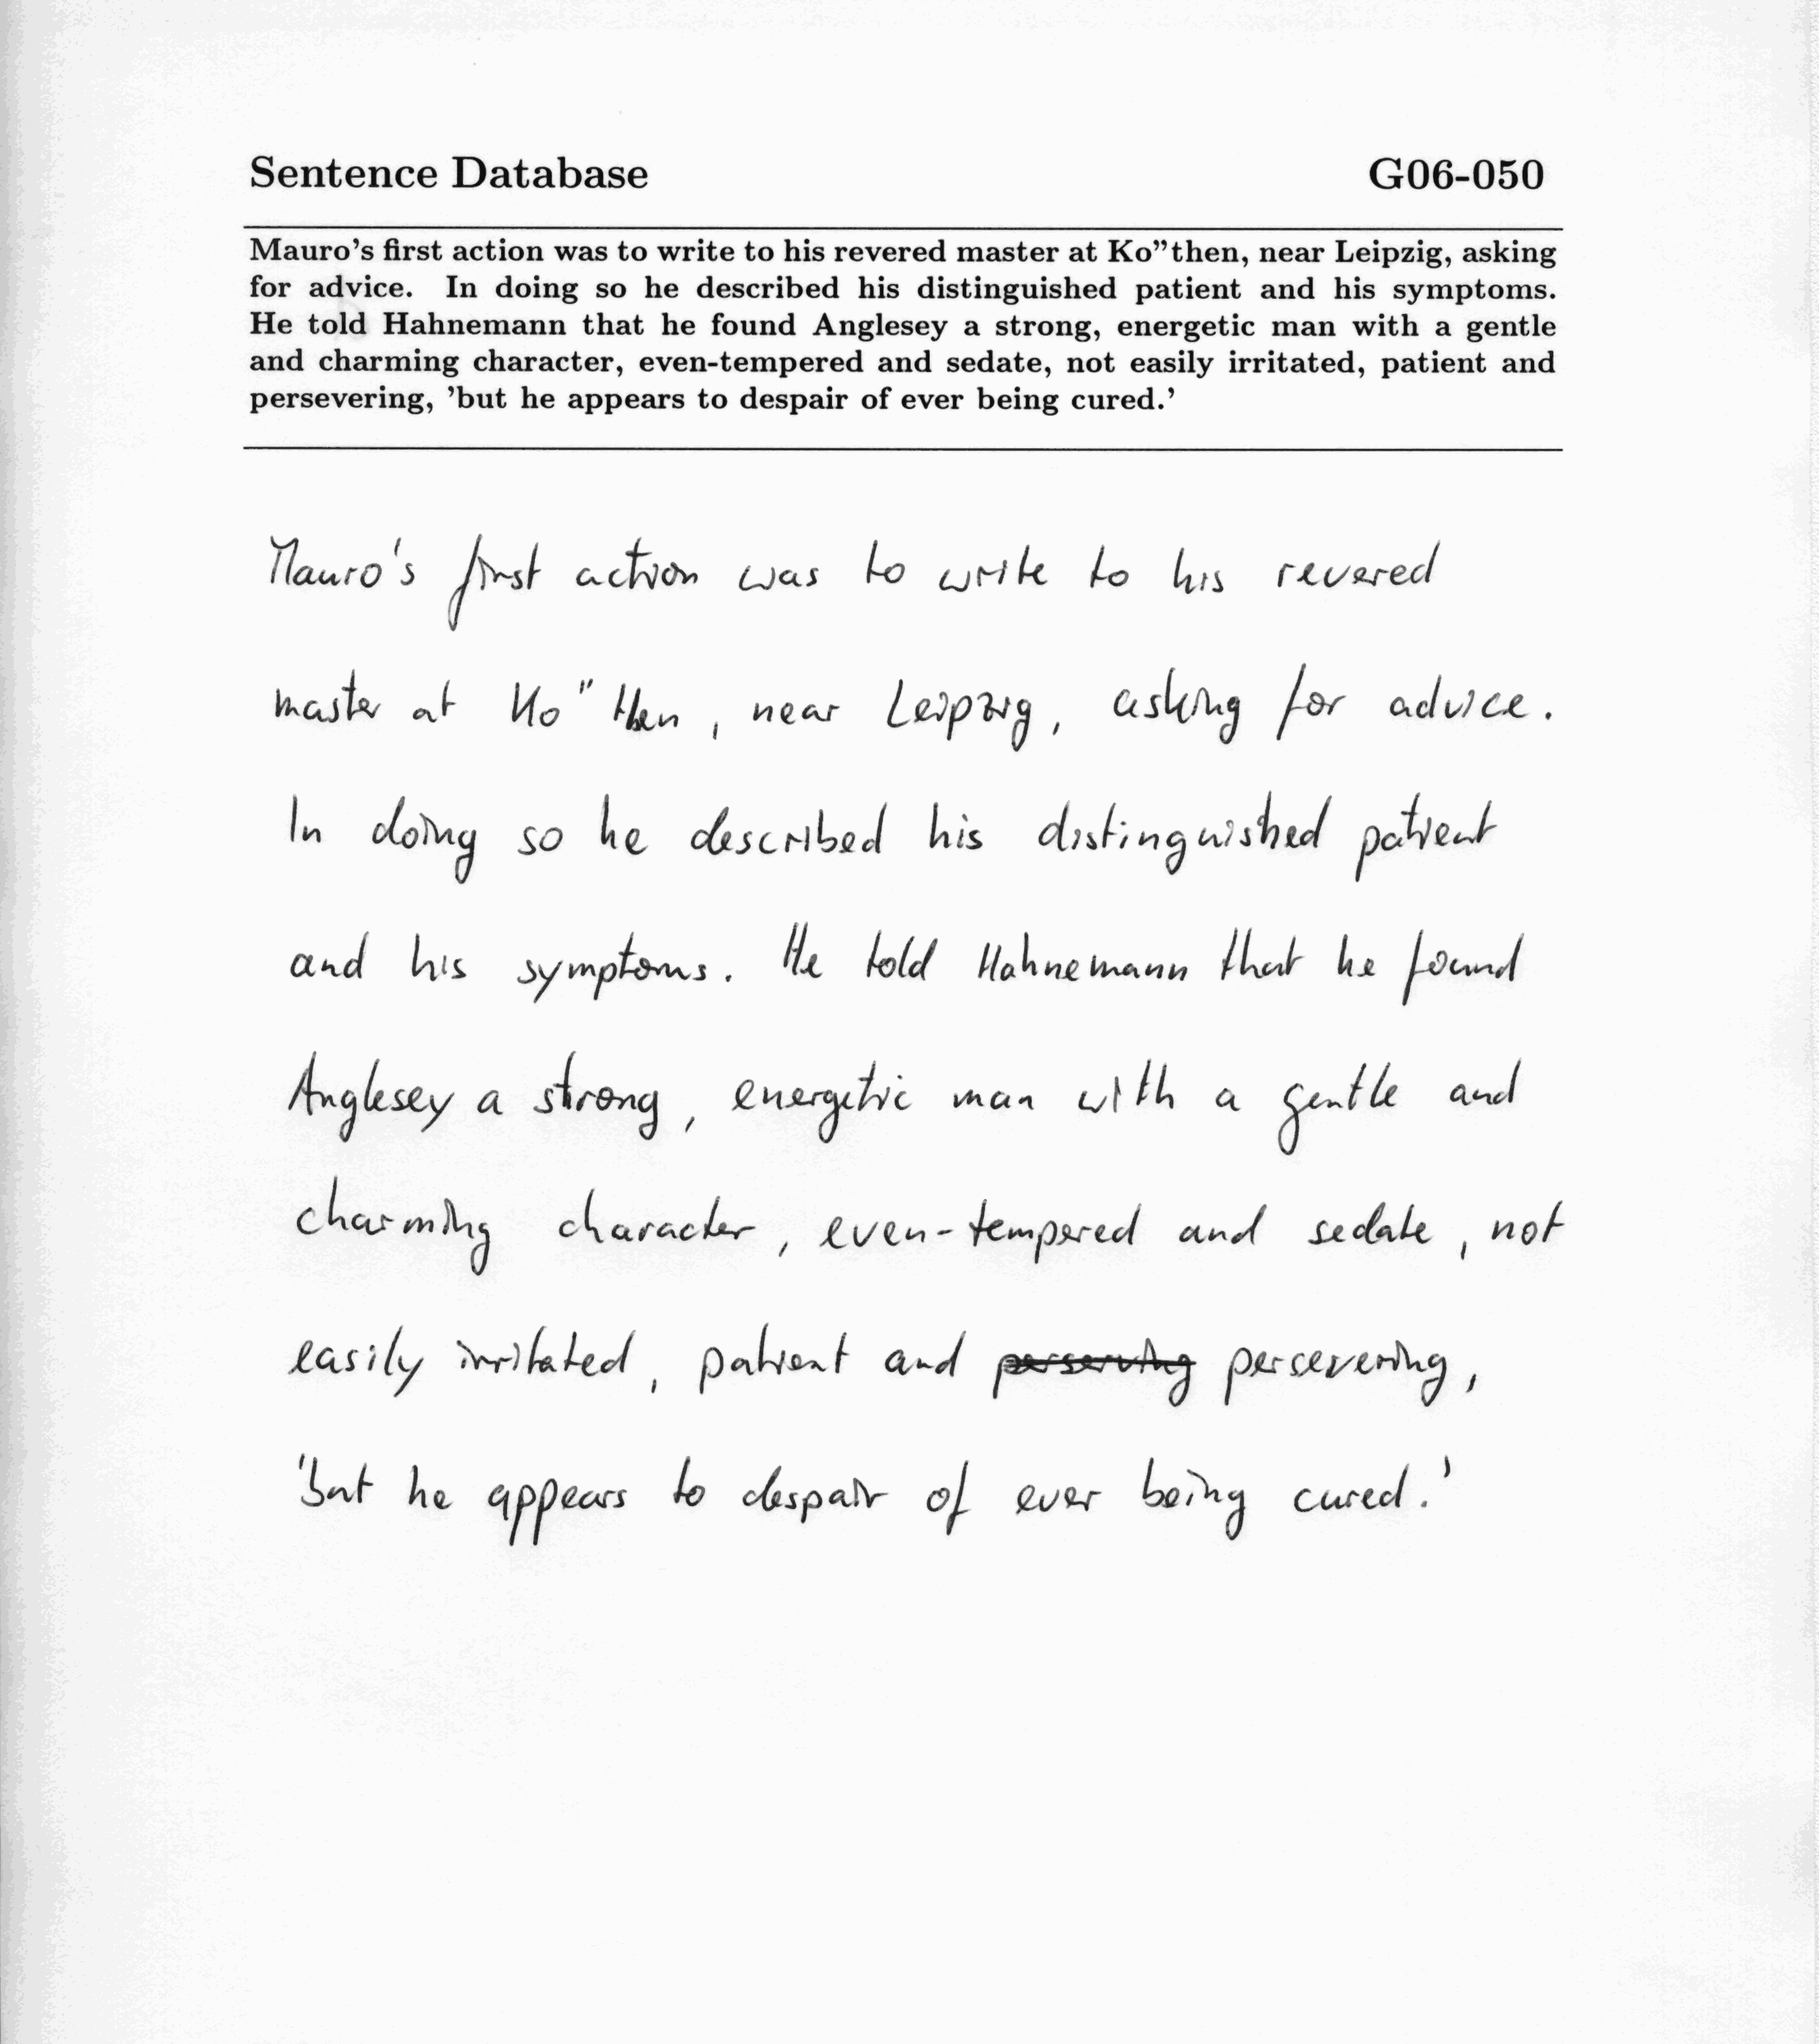 Sentence Database G06-050
Mauro's first action was to write to his revered master at Ko"then, near Leipzig, asking
for advice. In doing so he described his distinguished patient and his symptoms.
He told Hahnemann that he found Anglesey a strong, energetic man with a gentle
and charming character, even-tempered and sedate, not easily irritated, patient and
persevering, 'but he appears to despair of ever being cured.'
Mauro's first action was to write to his revered
master at Ko"then, near Leipzig, asking for advice.
In doing so he described his distinguished patient
and his symptoms. He told Hahnemann that he found
Anglesey a strong, energetic man with a gentle and
charming character, even-tempered and sedate, not
easily irritated, patient and perserving persevering,
'but he appears to despair of ever being cured.'